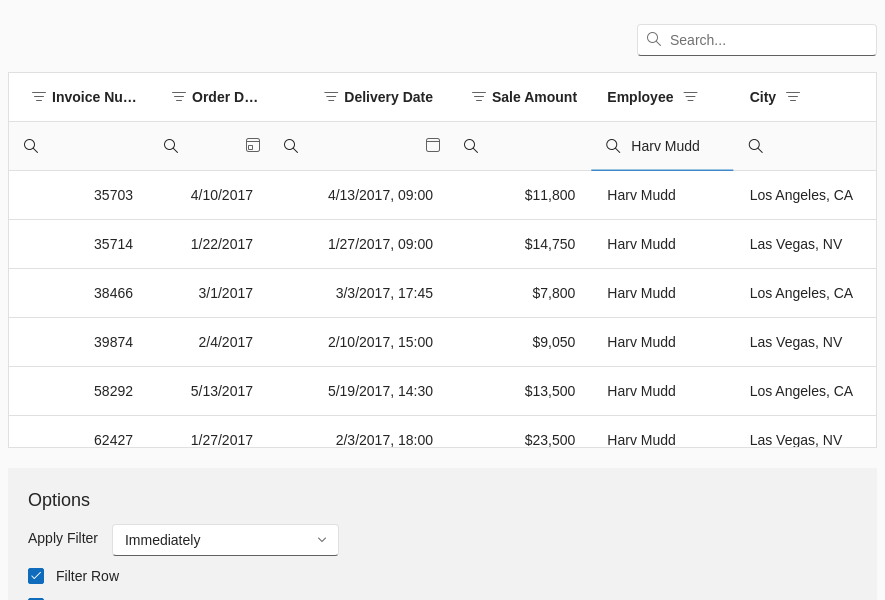 Search...
Invoice Nu... Order D... Delivery Date Sale Amount Employee City
Harv Mudd
35703 4/10/2017 4/13/2017, 09:00 $11,800 Harv Mudd Los Angeles, CA
35714 1/22/2017 1/27/2017, 09:00 $14,750 Harv Mudd Las Vegas, NV
38466 3/1/2017 3/3/2017, 17:45 $7,800 Harv Mudd Los Angeles, CA
39874 2/4/2017 2/10/2017, 15:00 $9,050 Harv Mudd Las Vegas, NV
58292 5/13/2017 5/19/2017, 14:30 $13,500 Harv Mudd Los Angeles, CA
62427 1/27/2017 2/3/2017, 18:00 $23,500 Harv Mudd Las Vegas, NV
Options
Apply Filter Immediately
Filter Row